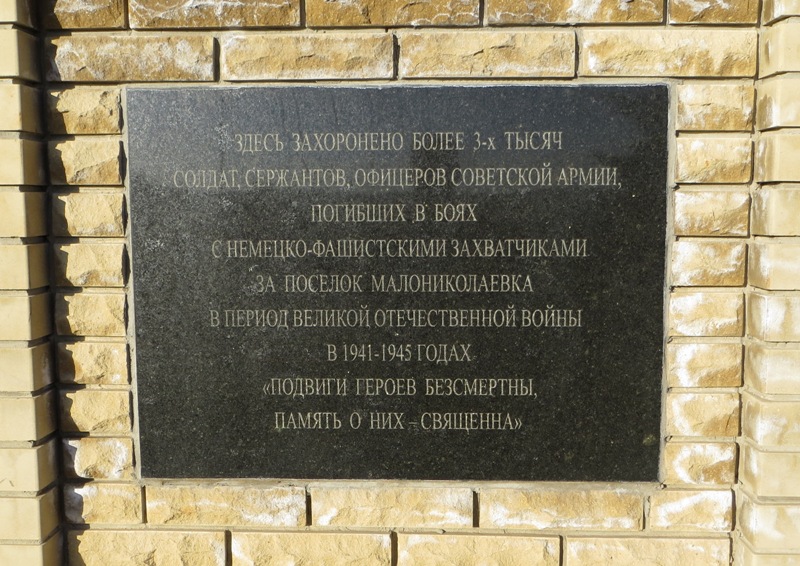 ЗДЕСЬ ЗАХОРОНЕНО БОЛЕЕ 3-х ТЫСЯЧ
СОЛДАТ, СЕРЖАНТОВ, ОФИЦЕРОВ СОВЕТСКОЙ АРМИИ,
ПОГИБШИХ В БОЯХ
С НЕМЕЦКО-ФАШИСТСКИМИ ЗАХВАТЧИКАМИ
ЗА ПОСЕЛОК МАЛОНИКОЛАЕВКА
В ПЕРИОД ВЕЛИКОЙ ОТЕЧЕСТВЕННОЙ ВОЙНЫ
В 1941-1945 ГОДАХ
«ПОДВИГИ ГЕРОЕВ БЕЗСМЕРТНЫ,
ПАМЯТЬ О НИХ – СВЯЩЕННА»